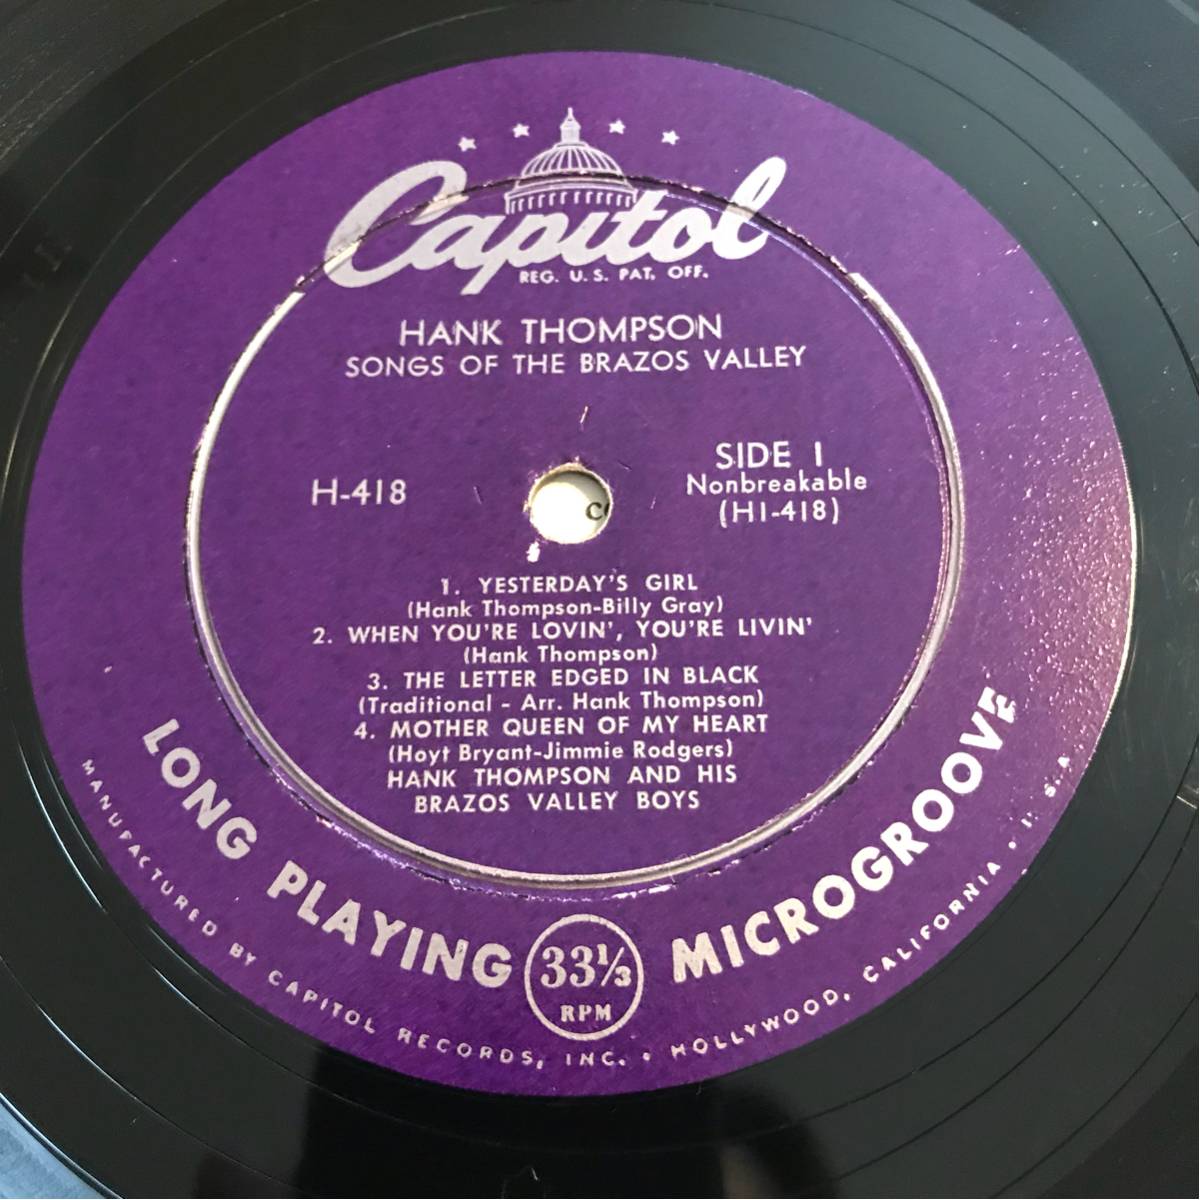 Capitol
REG. U.S. PAT. OFF.
HANK THOMPSON
SONGS OF THE BRAZOS VALLEY
H-418
SIDE 1
Nonbreakable
(H1-418)
1. YESTERDAY'S GIRL
(Hank Thompson-Billy Gray)
2. WHEN YOU'RE LOVIN', YOU'RE LIVIN'
(Hank Thompson)
3. THE LETTER EDGED IN BLACK
(Traditional - Arr. Hank Thompson)
4. MOTHER QUEEN OF MY HEART
(Hoyt Bryant-Jimmie Rodgers)
HANK THOMPSON AND HIS
BRAZOS VALLEY BOYS
LONG PLAYING 33⅓ RPM MICROGROOVE
MANUFACTURED BY CAPITOL RECORDS, INC. • HOLLYWOOD, CALIFORNIA • U.S.A.